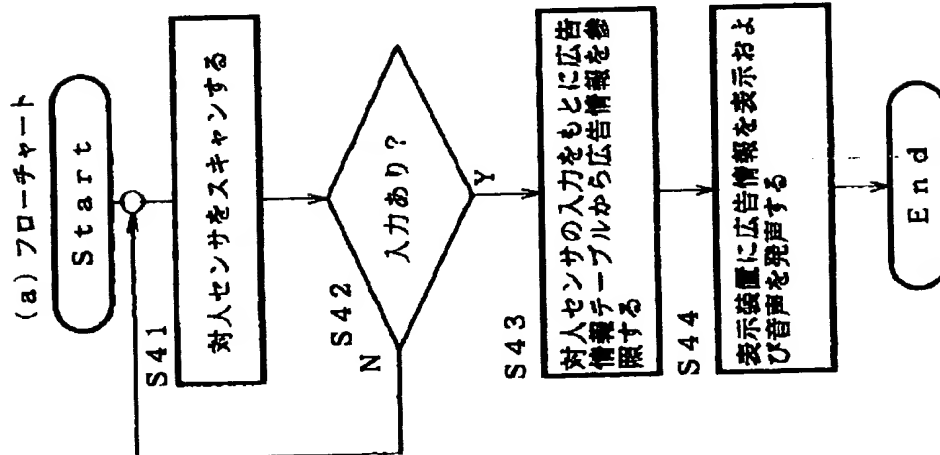 (a) フローチャート
Start
S41
対人センサをスキャンする
S42
入力あり？
N
Y
S43
対人センサの入力をもとに広告
情報テーブルから広告情報を参
照する
S44
表示装置に広告情報を表示およ
び音声を発声する
End